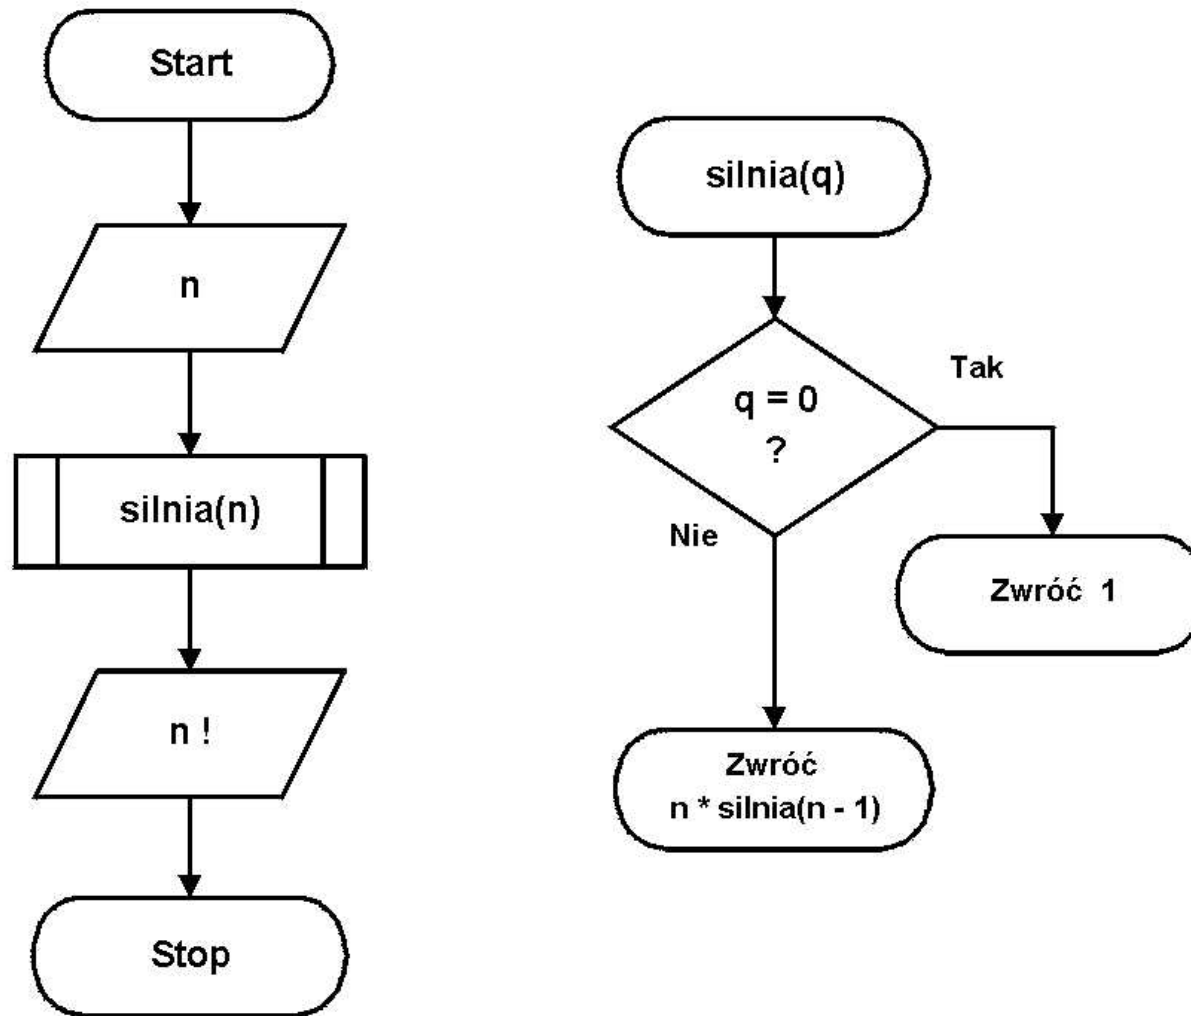 Start
n
silnia(n)
n !
Stop
silnia(q)
q = 0
?
Tak
Nie
Zwróć 1
Zwróć
n * silnia(n - 1)